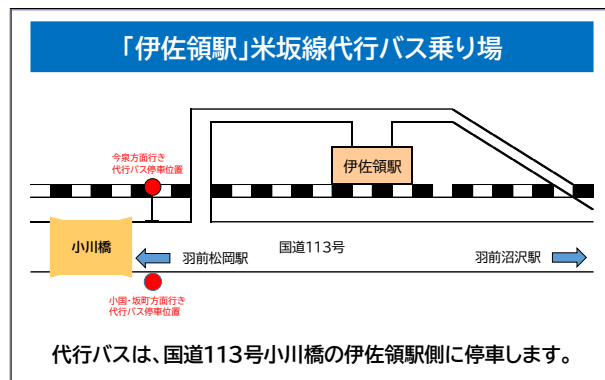 「伊佐領駅」米坂線代行バス乗り場
今泉方面行き
代行バス停車位置
伊佐領駅
小川橋
羽前松岡駅
国道113号
羽前沼沢駅
小国・坂町方面行き
代行バス停車位置
代行バスは、国道113号小川橋の伊佐領駅側に停車します。